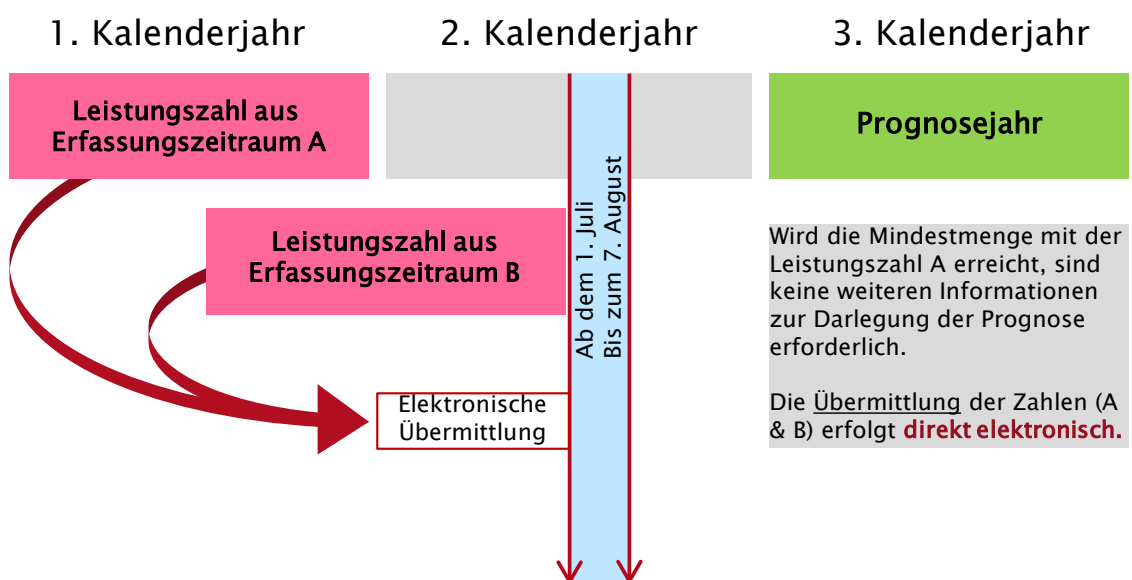 1. Kalenderjahr
2. Kalenderjahr
3. Kalenderjahr
Leistungszahl aus
Erfassungszeitraum A
Prognosejahr
Leistungszahl aus
Erfassungszeitraum B
Ab dem 1. Juli
Bis zum 7. August
Elektronische
Übermittlung
Wird die Mindestmenge mit der
Leistungszahl A erreicht, sind
keine weiteren Informationen
zur Darlegung der Prognose
erforderlich.
Die Übermittlung der Zahlen (A
& B) erfolgt direkt elektronisch.